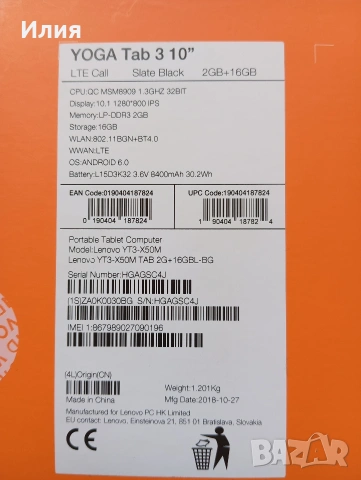 Илия
YOGA Tab 3 10"
LTE Call Slate Black 2GB+16GB
CPU:QC MSM8909 1.3GHZ 32BIT
Display:10.1 1280*800 IPS
Memory:LP-DDR3 2GB
Storage:16GB
WLAN:802.11BGN+BT4.0
WWAN:LTE
OS:ANDROID 6.0
Battery:L15D3K32 3.6V 8400mAh 30.2Wh
EAN Code:0190404187824 UPC Code:190404187824
0 190404 187824 1 90404 18782 4
Portable Tablet Computer
Model:Lenovo YT3-X50M
Lenovo YT3-X50M TAB 2G+16GBL-BG
Serial Number:HGAGSC4J
(1S)ZA0K0030BG S/N:HGAGSC4J
IMEI 1:867989027090196
(4L)Origin(CN)
Made in China
Weight:1.201Kg
Mfg Date:2018-10-27
Manufactured for Lenovo PC HK Limited
EU contact: Lenovo, Einsteinova 21, 851 01 Bratislava, Slovakia
BAZAR
bg